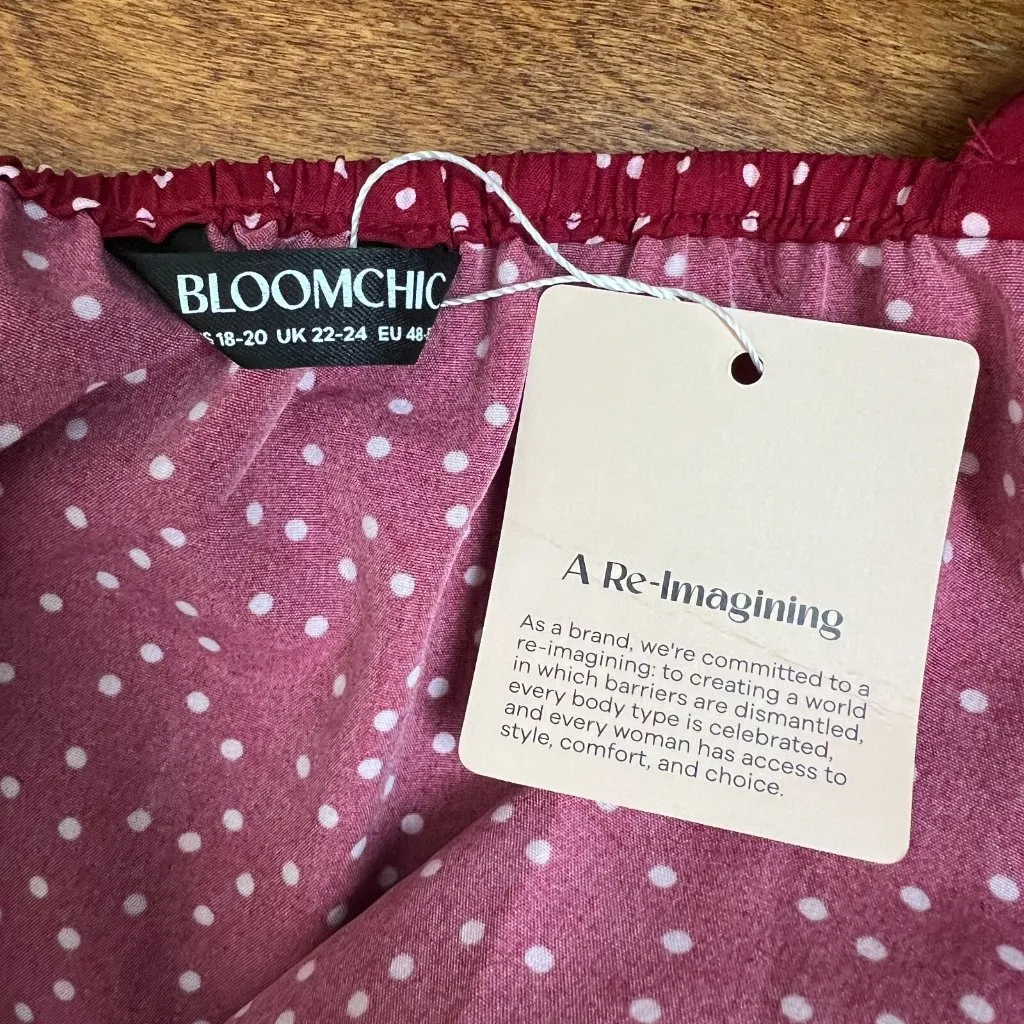 BLOOMCHIC
18-20 UK 22-24 EU 48-
A Re-Imagining
As a brand, we're committed to a
re-imagining: to creating a world
in which barriers are dismantled,
every body type is celebrated,
and every woman has access to
style, comfort, and choice.